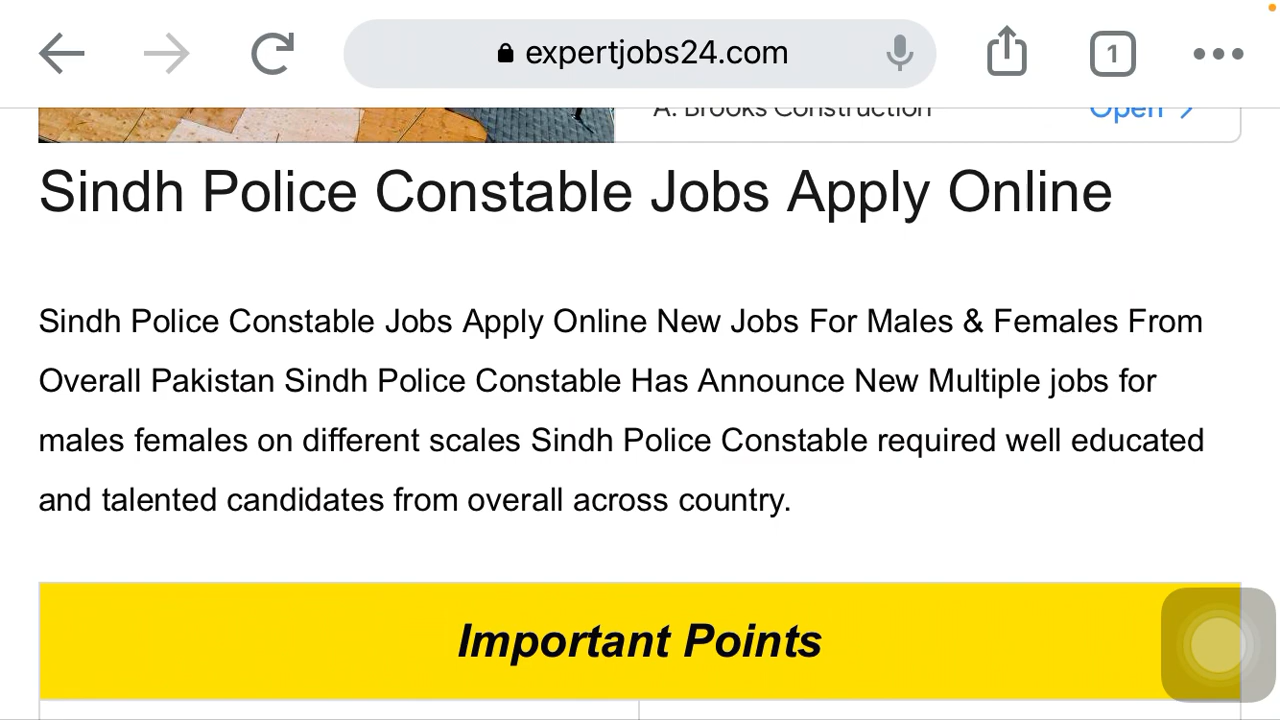 expertjobs24.com
1
A. Brooks Construction
Open
Sindh Police Constable Jobs Apply Online
Sindh Police Constable Jobs Apply Online New Jobs For Males & Females From
Overall Pakistan Sindh Police Constable Has Announce New Multiple jobs for
males females on different scales Sindh Police Constable required well educated
and talented candidates from overall across country.
Important Points